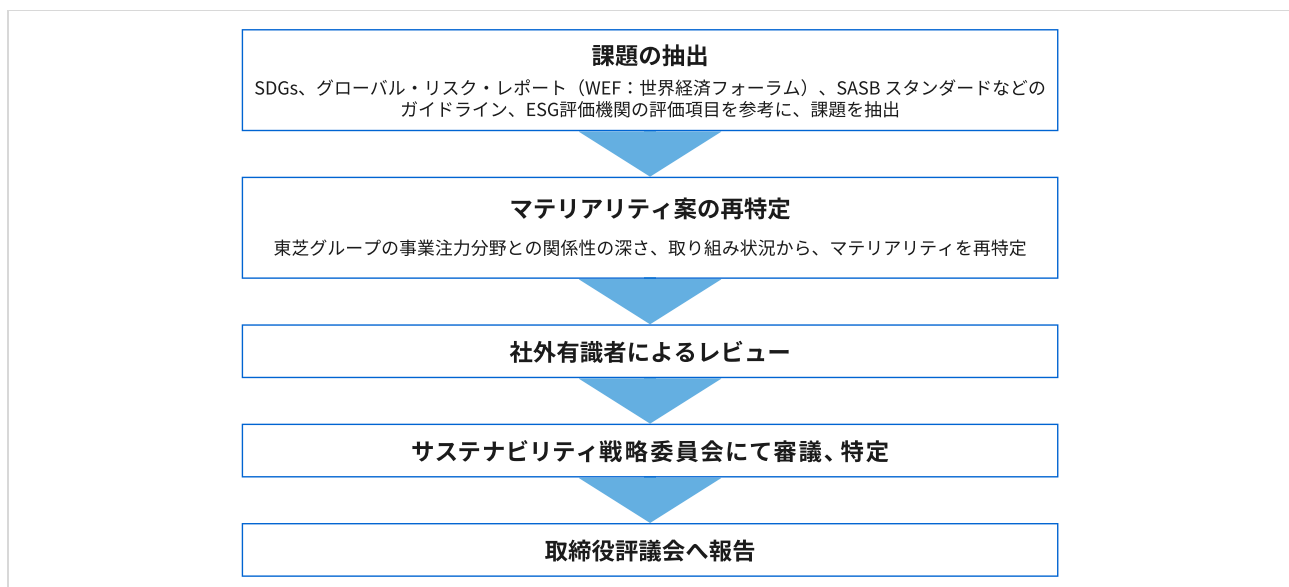 課題の抽出
SDGs、グローバル・リスク・レポート（WEF：世界経済フォーラム）、SASB スタンダードなどの
ガイドライン、ESG評価機関の評価項目を参考に、課題を抽出
マテリアリティ案の再特定
東芝グループの事業注力分野との関係性の深さ、取り組み状況から、マテリアリティを再特定
社外有識者によるレビュー
サステナビリティ戦略委員会にて審議、特定
取締役評議会へ報告